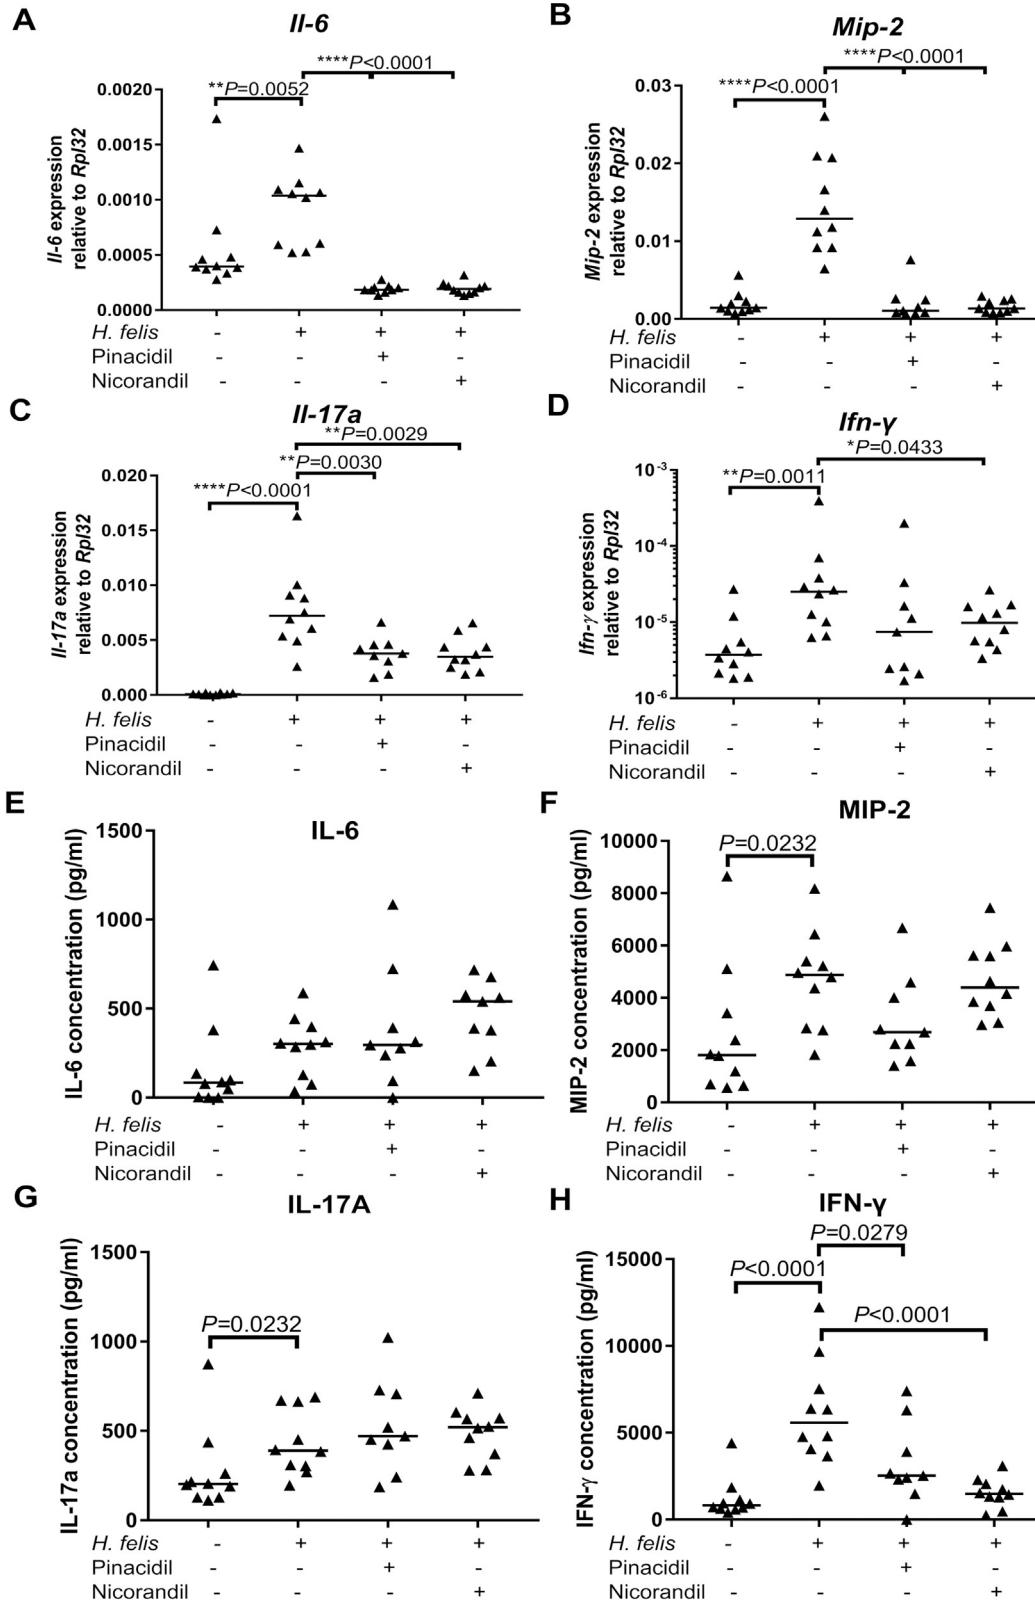 A
Il-6
****P<0.0001
**P=0.0052
Il-6 expression
relative to Rpl32
0.0020
0.0015
0.0010
0.0005
0.0000
H. felis - + + +
Pinacidil - - + -
Nicorandil - - - +
B
Mip-2
****P<0.0001
****P<0.0001
Mip-2 expression
relative to Rpl32
0.03
0.02
0.01
0.00
H. felis - + + +
Pinacidil - - + -
Nicorandil - - - +
C
Il-17a
**P=0.0029
**P=0.0030
****P<0.0001
Il-17a expression
relative to Rpl32
0.020
0.015
0.010
0.005
0.000
H. felis - + + +
Pinacidil - - + -
Nicorandil - - - +
D
Ifn-γ
*P=0.0433
**P=0.0011
Ifn-γ expression
relative to Rpl32
10-3
10-4
10-5
10-6
H. felis - + + +
Pinacidil - - + -
Nicorandil - - - +
E
IL-6
IL-6 concentration (pg/ml)
1500
1000
500
0
H. felis - + + +
Pinacidil - - + -
Nicorandil - - - +
F
MIP-2
P=0.0232
MIP-2 concentration (pg/ml)
10000
8000
6000
4000
2000
0
H. felis - + + +
Pinacidil - - + -
Nicorandil - - - +
G
IL-17A
P=0.0232
IL-17a concentration (pg/ml)
1500
1000
500
0
H. felis - + + +
Pinacidil - - + -
Nicorandil - - - +
H
IFN-γ
P=0.0279
P<0.0001
P<0.0001
IFN-γ concentration (pg/ml)
15000
10000
5000
0
H. felis - + + +
Pinacidil - - + -
Nicorandil - - - +